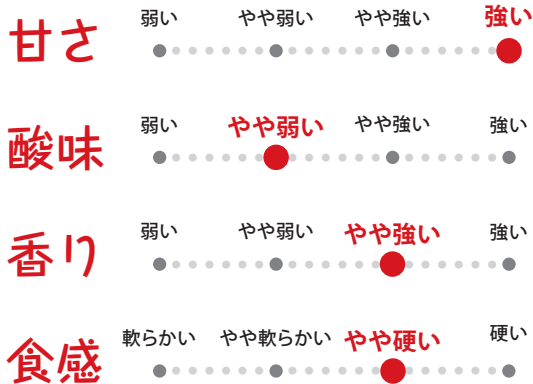 甘さ 弱い やや弱い やや強い 強い
酸味 弱い やや弱い やや強い 強い
香り 弱い やや弱い やや強い 強い
食感 軟らかい やや軟らかい やや硬い 硬い